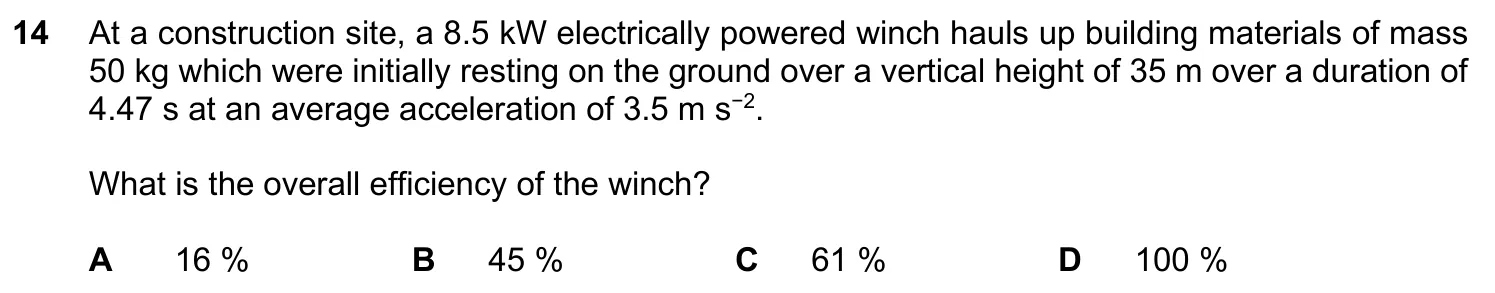 14 At a construction site, a 8.5 kW electrically powered winch hauls up building materials of mass
50 kg which were initially resting on the ground over a vertical height of 35 m over a duration of
4.47 s at an average acceleration of 3.5 m s⁻².
What is the overall efficiency of the winch?
A 16 % B 45 % C 61 % D 100 %